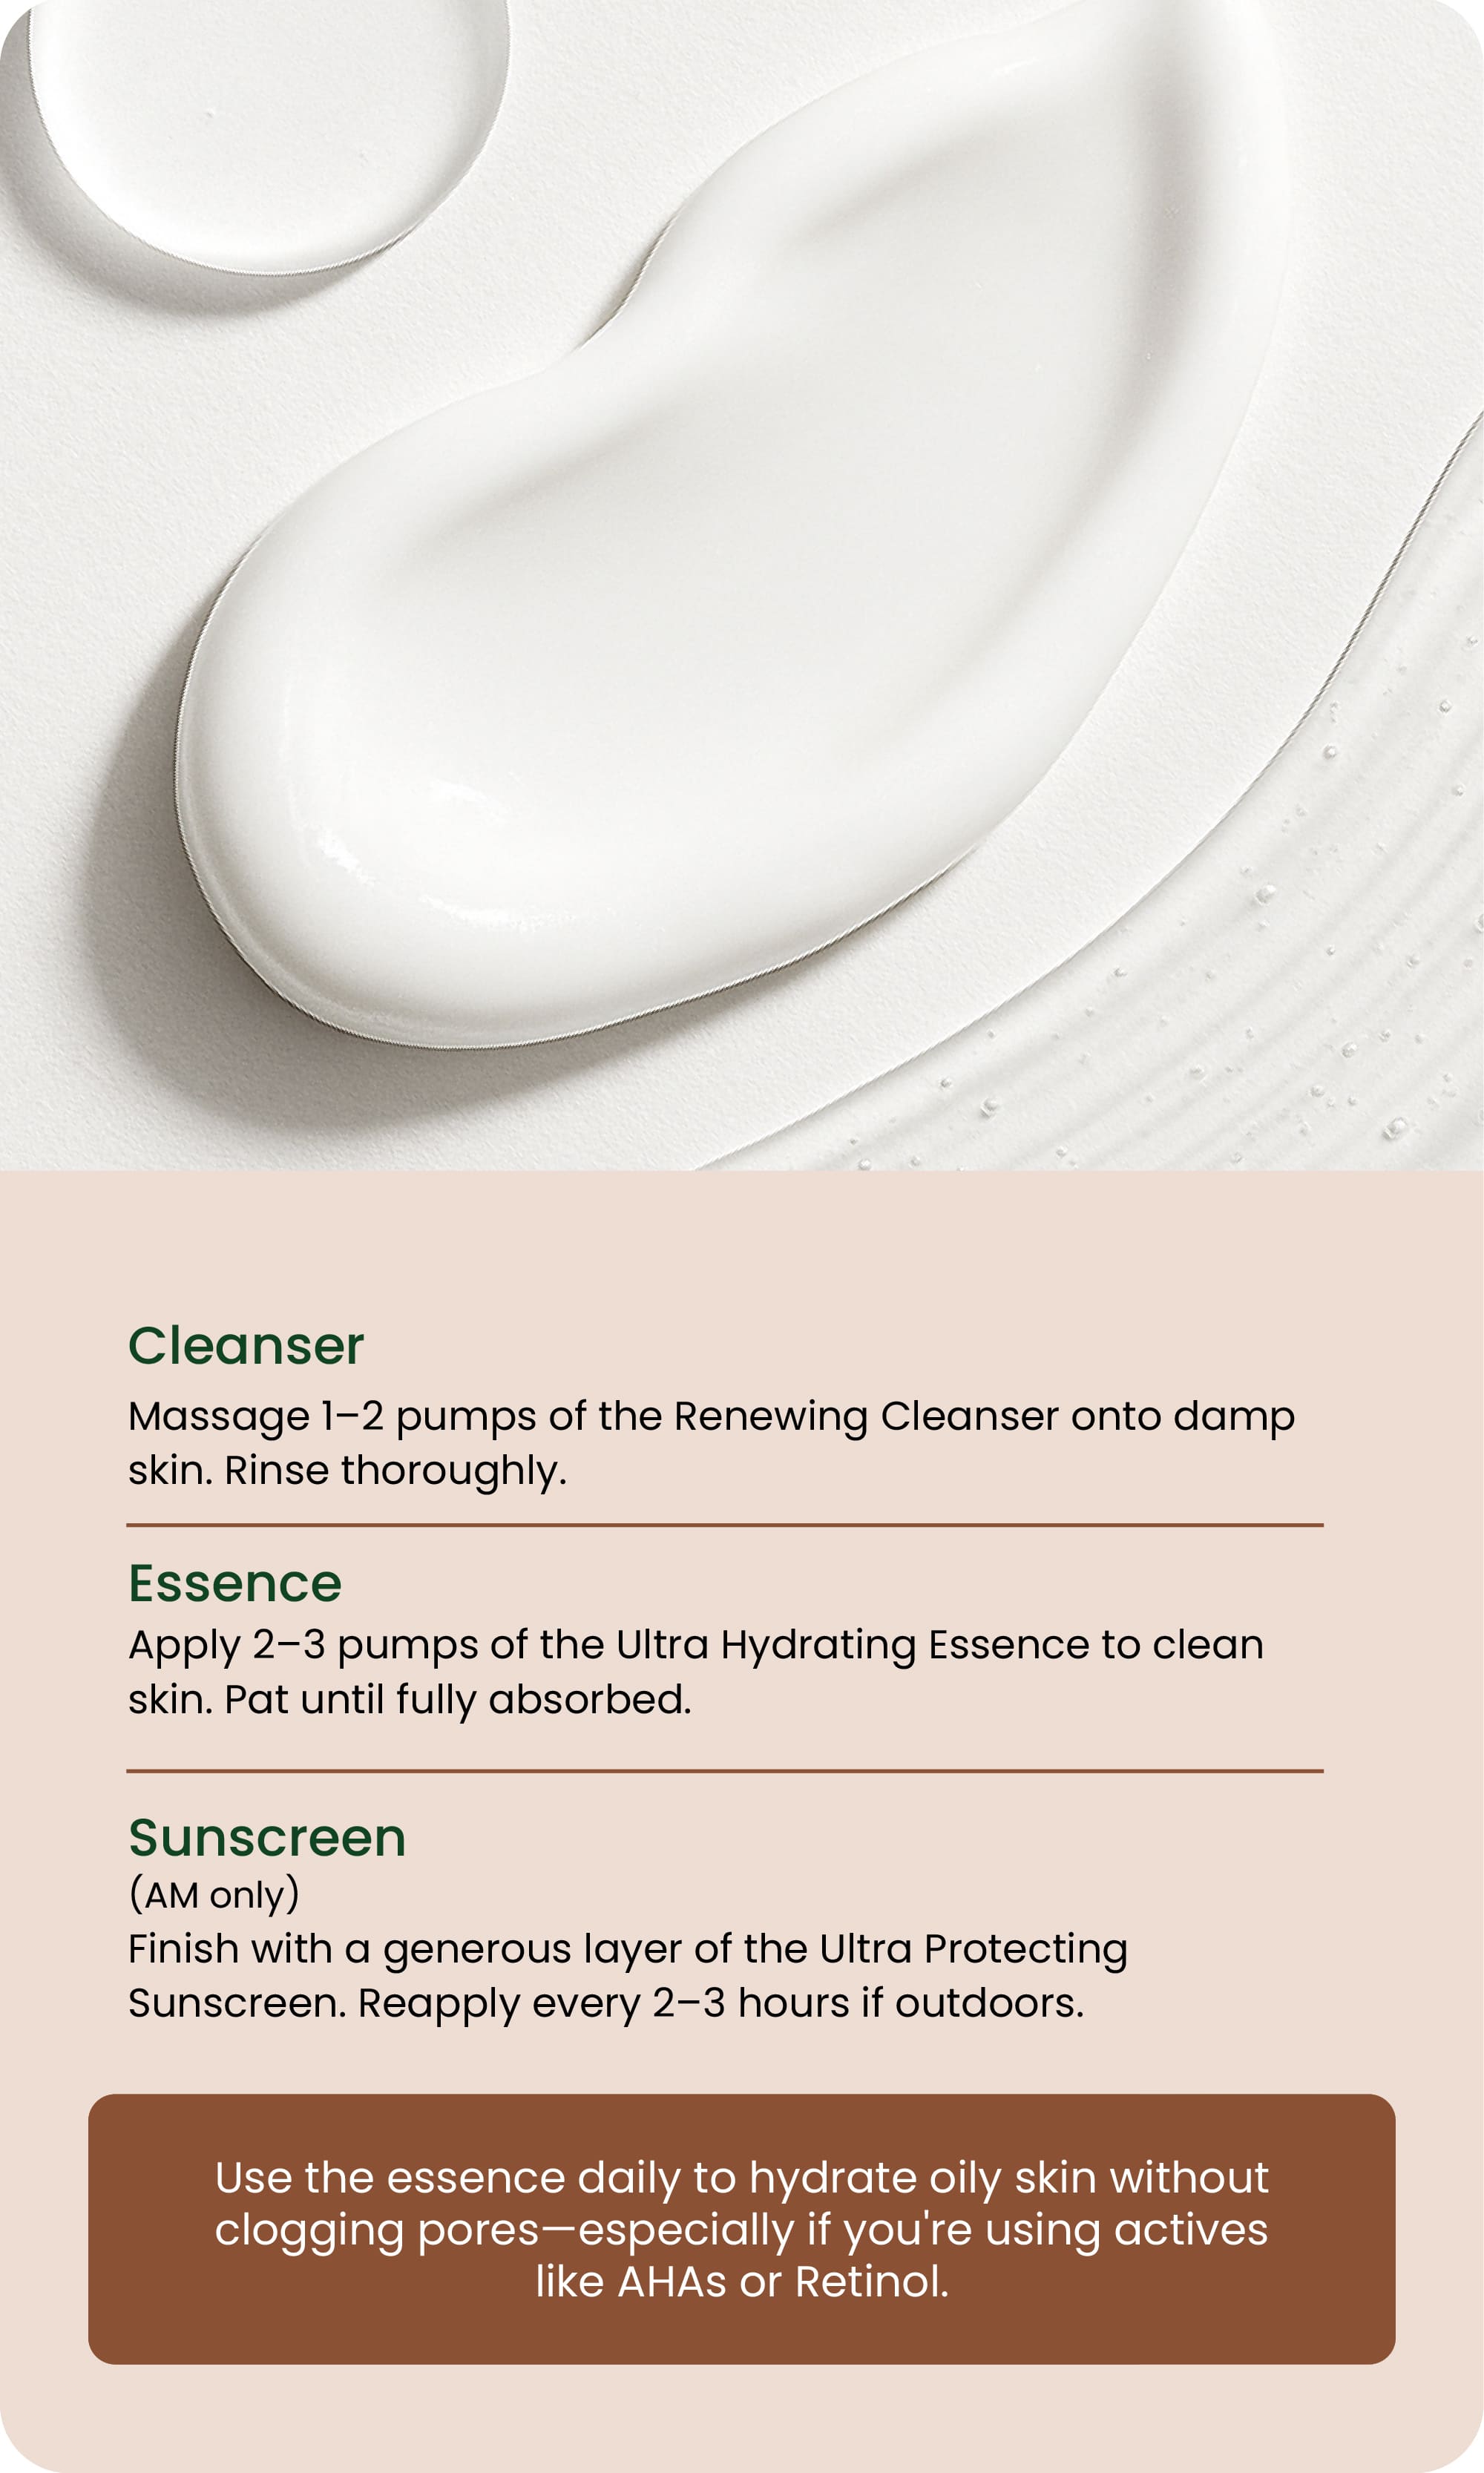 Cleanser
Massage 1–2 pumps of the Renewing Cleanser onto damp
skin. Rinse thoroughly.
Essence
Apply 2–3 pumps of the Ultra Hydrating Essence to clean
skin. Pat until fully absorbed.
Sunscreen
(AM only)
Finish with a generous layer of the Ultra Protecting
Sunscreen. Reapply every 2–3 hours if outdoors.
Use the essence daily to hydrate oily skin without
clogging pores—especially if you're using actives
like AHAs or Retinol.